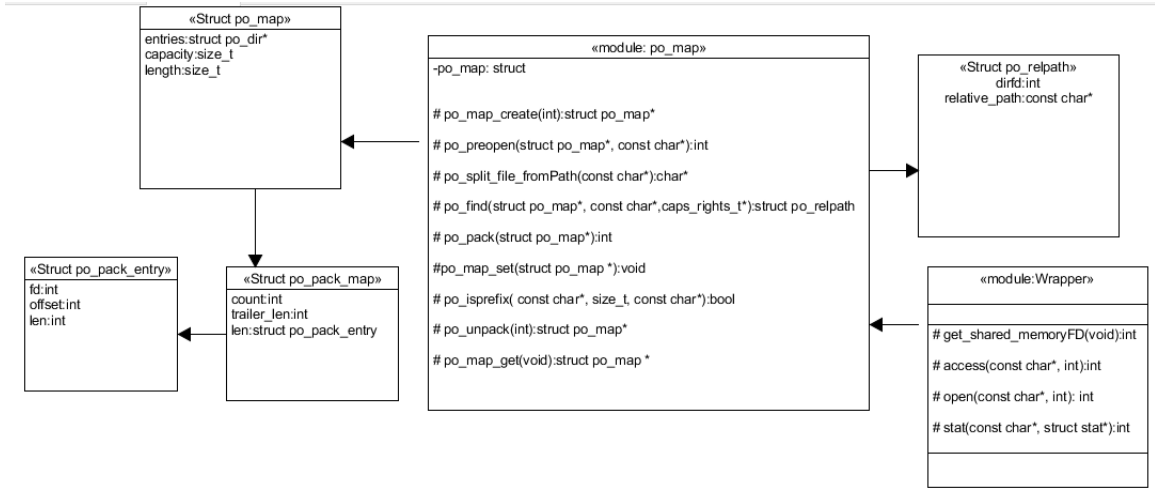 «Struct po_map»
entries:struct po_dir*
capacity:size_t
length:size_t
«module: po_map»
-po_map: struct
# po_map_create(int):struct po_map*
# po_preopen(struct po_map*, const char*):int
# po_split_file_fromPath(const char*):char*
# po_find(struct po_map*, const char*,caps_rights_t*):struct po_relpath
# po_pack(struct po_map*):int
#po_map_set(struct po_map *):void
# po_isprefix( const char*, size_t, const char*):bool
# po_unpack(int):struct po_map*
# po_map_get(void):struct po_map *
«Struct po_relpath»
dirfd:int
relative_path:const char*
«Struct po_pack_entry»
fd:int
offset:int
len:int
«Struct po_pack_map»
count:int
trailer_len:int
len:struct po_pack_entry
«module:Wrapper»
# get_shared_memoryFD(void):int
# access(const char*, int):int
# open(const char*, int): int
# stat(const char*, struct stat*):int